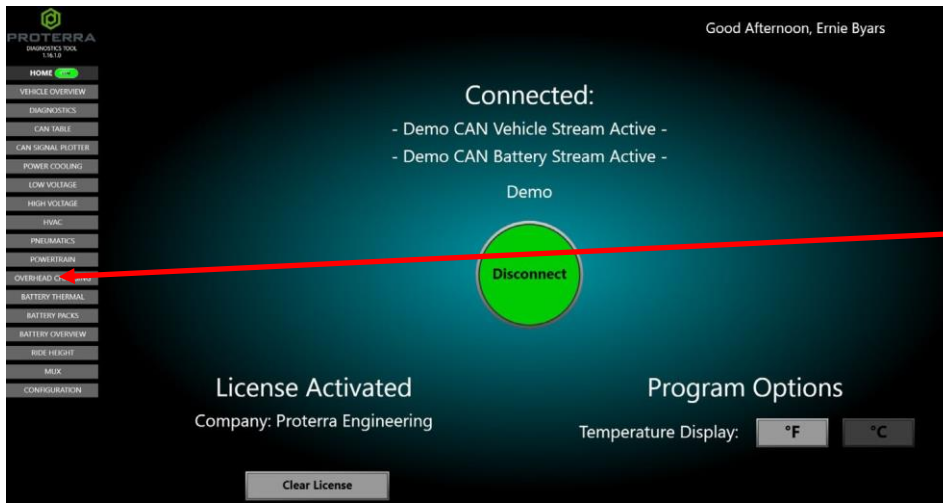 PROTERRA
DIAGNOSTICS TOOL
1.16.1.0
HOME
VEHICLE OVERVIEW
DIAGNOSTICS
CAN TABLE
CAN SIGNAL PLOTTER
POWER COOLING
LOW VOLTAGE
HIGH VOLTAGE
HVAC
PNEUMATICS
POWERTRAIN
OVERHEAD
BATTERY THERMAL
BATTERY PACKS
BATTERY OVERVIEW
RIDE HEIGHT
MUX
CONFIGURATION
Good Afternoon, Ernie Byars
Connected:
- Demo CAN Vehicle Stream Active -
- Demo CAN Battery Stream Active -
Demo
Disconnect
License Activated
Company: Proterra Engineering
Clear License
Program Options
Temperature Display: °F °C